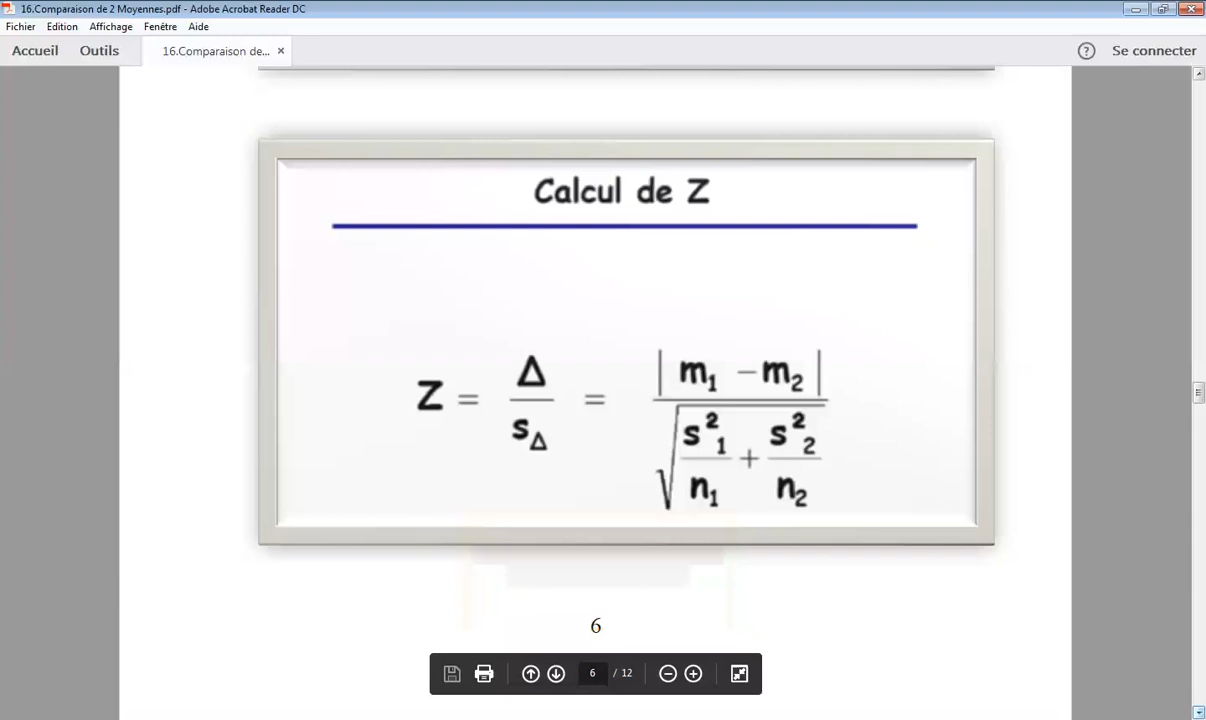 16.Comparaison de 2 Moyennes.pdf - Adobe Acrobat Reader DC
Fichier Edition Affichage Fenêtre Aide
Accueil Outils 16.Comparaison de... × ? Se connecter
Calcul de Z
Z = Δ / s_Δ = | m₁ − m₂ | / √(s²₁ / n₁ + s²₂ / n₂)
6
6 / 12